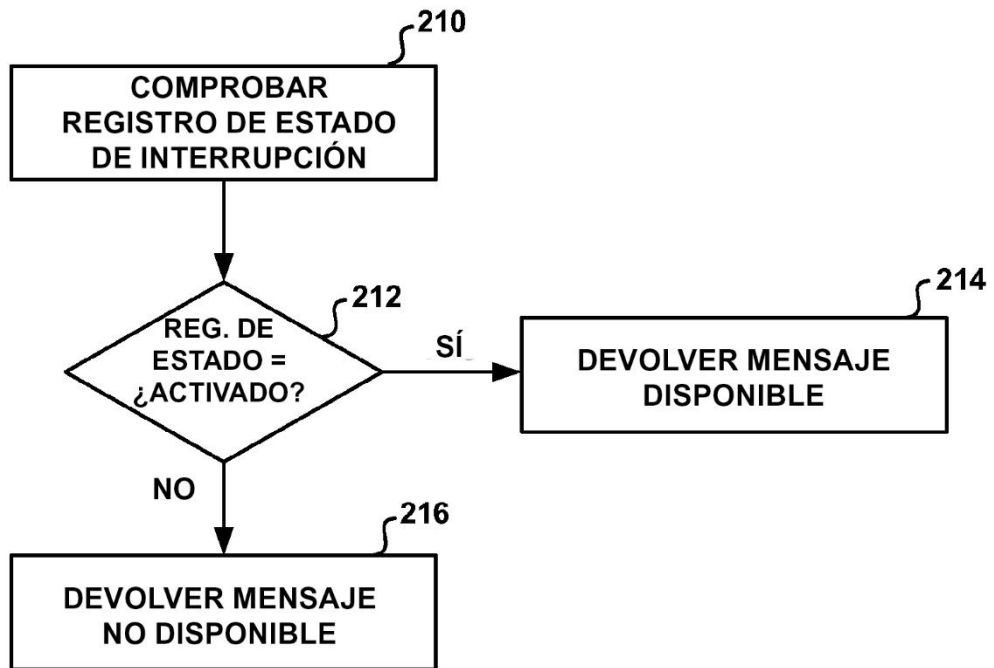 210
COMPROBAR
REGISTRO DE ESTADO
DE INTERRUPCIÓN
212
REG. DE
ESTADO =
¿ACTIVADO?
SÍ
214
DEVOLVER MENSAJE
DISPONIBLE
NO
216
DEVOLVER MENSAJE
NO DISPONIBLE